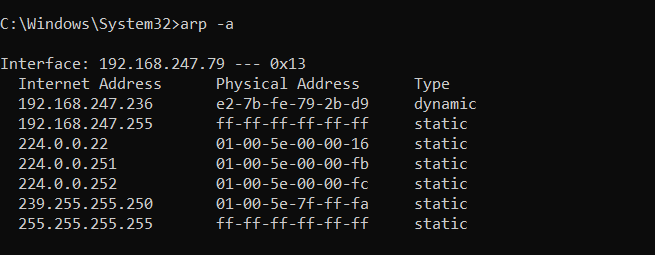 C:\Windows\System32>arp -a
Interface: 192.168.247.79 --- 0x13
Internet Address Physical Address Type
192.168.247.236 e2-7b-fe-79-2b-d9 dynamic
192.168.247.255 ff-ff-ff-ff-ff-ff static
224.0.0.22 01-00-5e-00-00-16 static
224.0.0.251 01-00-5e-00-00-fb static
224.0.0.252 01-00-5e-00-00-fc static
239.255.255.250 01-00-5e-7f-ff-fa static
255.255.255.255 ff-ff-ff-ff-ff-ff static